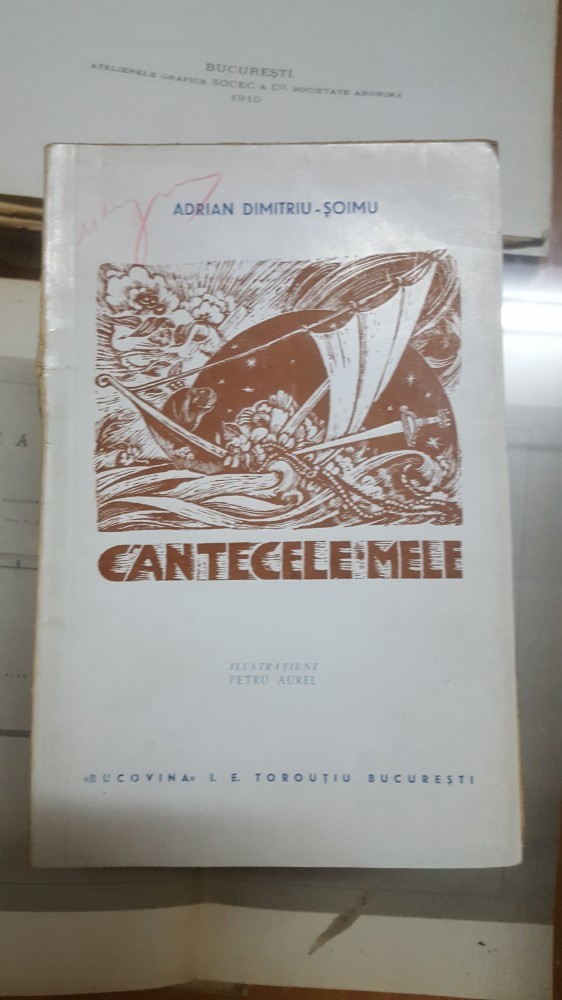 BUCUREȘTI
ATELIERELE GRAFICE SOCEC & Co. SOCIETATE ANONIMĂ
1910
ADRIAN DIMITRIU-ȘOIMU
CÂNTECELE MELE
ILUSTRAȚIUNI
PETRU AUREL
«BUCOVINA» I. E. TOROUȚIU BUCUREȘTI
A